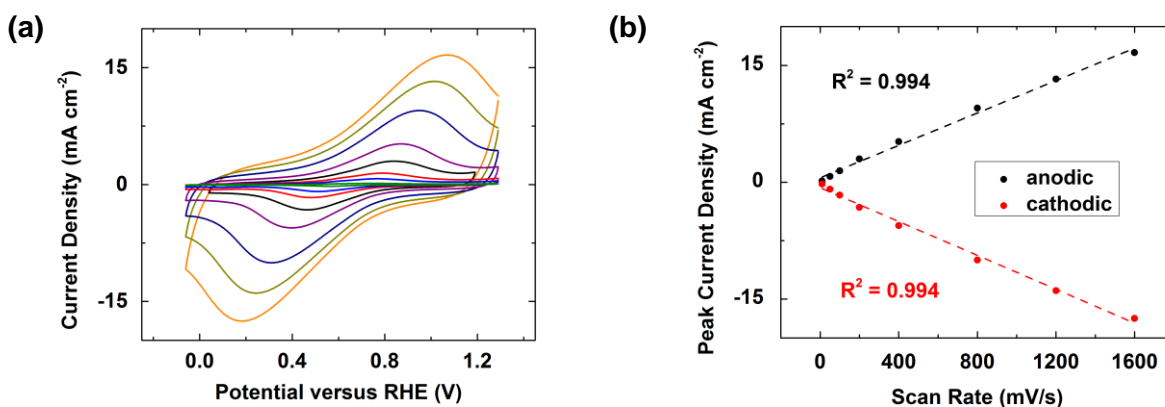 (a)
15
0
-15
Current Density (mA cm⁻²)
0.0 0.4 0.8 1.2
Potential versus RHE (V)
(b)
15
0
-15
Peak Current Density (mA cm⁻²)
R² = 0.994
anodic
cathodic
R² = 0.994
0 400 800 1200 1600
Scan Rate (mV/s)